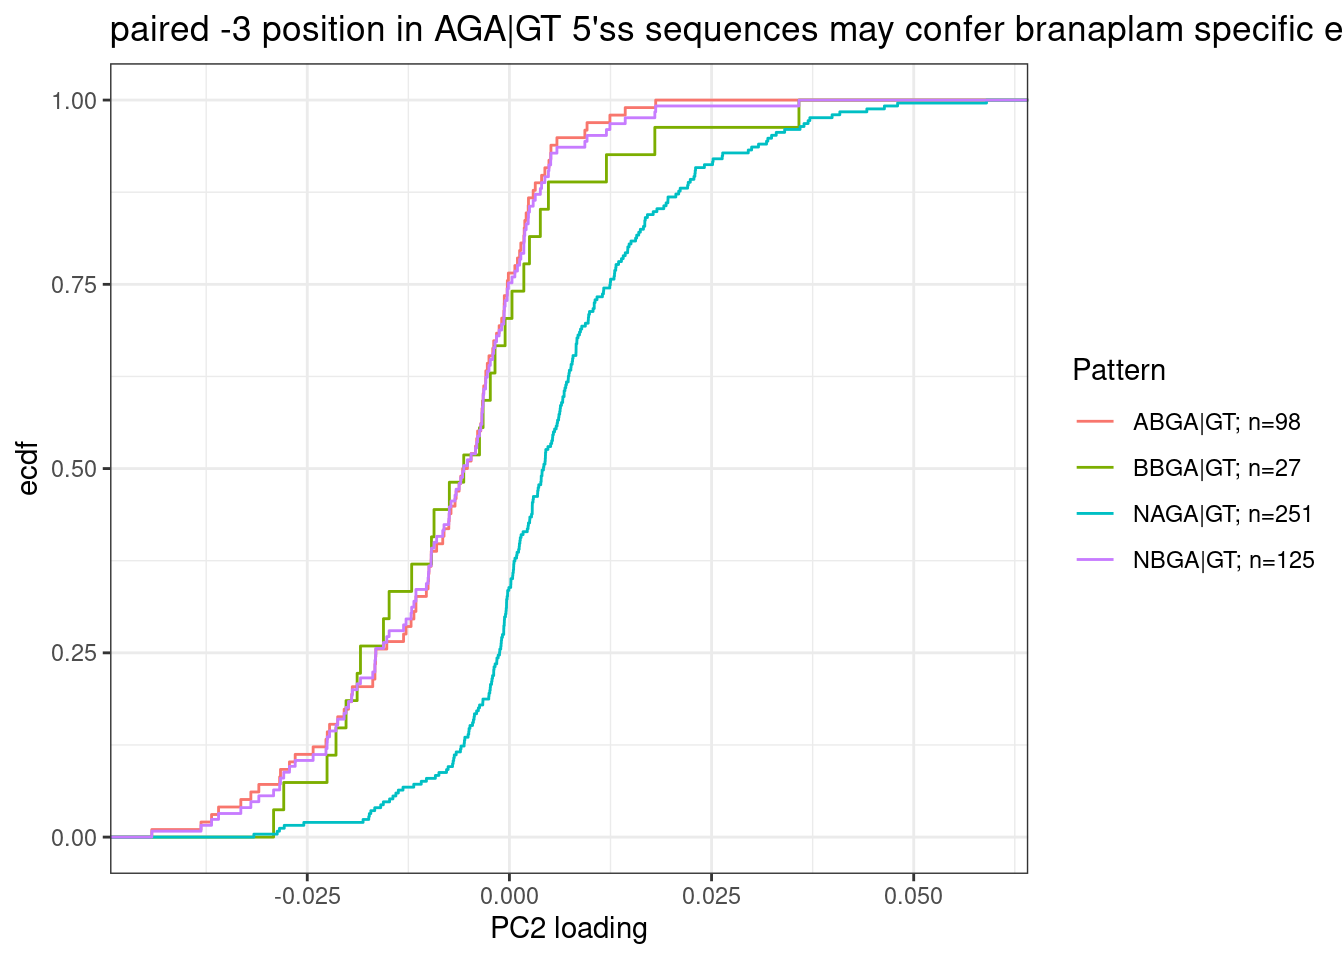 paired -3 position in AGA|GT 5'ss sequences may confer branaplam specific e
1.00
0.75
0.50
0.25
0.00
ecdf
-0.025
0.000
0.025
0.050
PC2 loading
Pattern
ABGA|GT; n=98
BBGA|GT; n=27
NAGA|GT; n=251
NBGA|GT; n=125